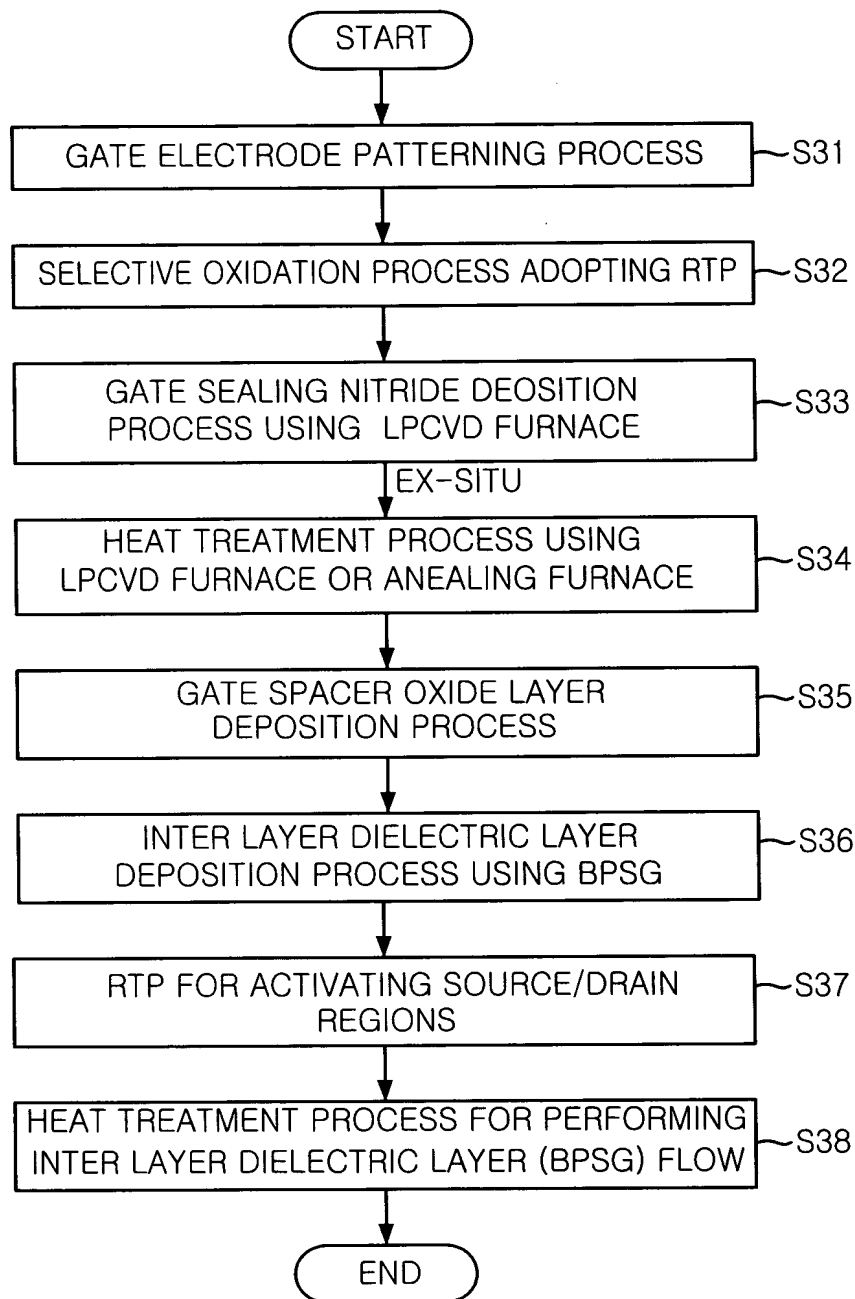 START
GATE ELECTRODE PATTERNING PROCESS
S31
SELECTIVE OXIDATION PROCESS ADOPTING RTP
S32
GATE SEALING NITRIDE DEOSITION
PROCESS USING LPCVD FURNACE
S33
EX-SITU
HEAT TREATMENT PROCESS USING
LPCVD FURNACE OR ANEALING FURNACE
S34
GATE SPACER OXIDE LAYER
DEPOSITION PROCESS
S35
INTER LAYER DIELECTRIC LAYER
DEPOSITION PROCESS USING BPSG
S36
RTP FOR ACTIVATING SOURCE/DRAIN
REGIONS
S37
HEAT TREATMENT PROCESS FOR PERFORMING
INTER LAYER DIELECTRIC LAYER (BPSG) FLOW
S38
END